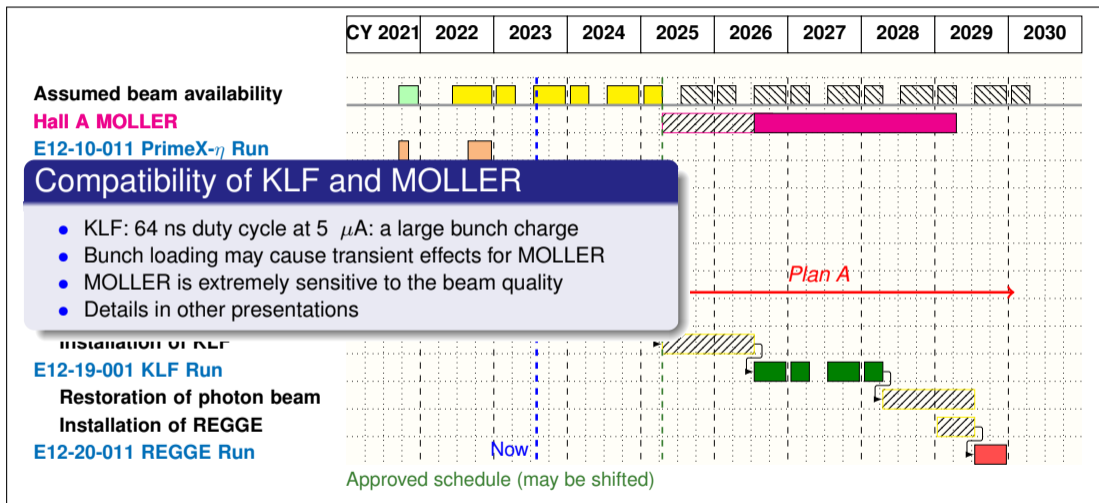 CY 2021 2022 2023 2024 2025 2026 2027 2028 2029 2030
Assumed beam availability
Hall A MOLLER
E12-10-011 PrimeX-η Run
Compatibility of KLF and MOLLER
KLF: 64 ns duty cycle at 5 μA: a large bunch charge
Bunch loading may cause transient effects for MOLLER
MOLLER is extremely sensitive to the beam quality
Details in other presentations
Plan A
Installation of KLF
E12-19-001 KLF Run
Restoration of photon beam
Installation of REGGE
E12-20-011 REGGE Run
Now
Approved schedule (may be shifted)